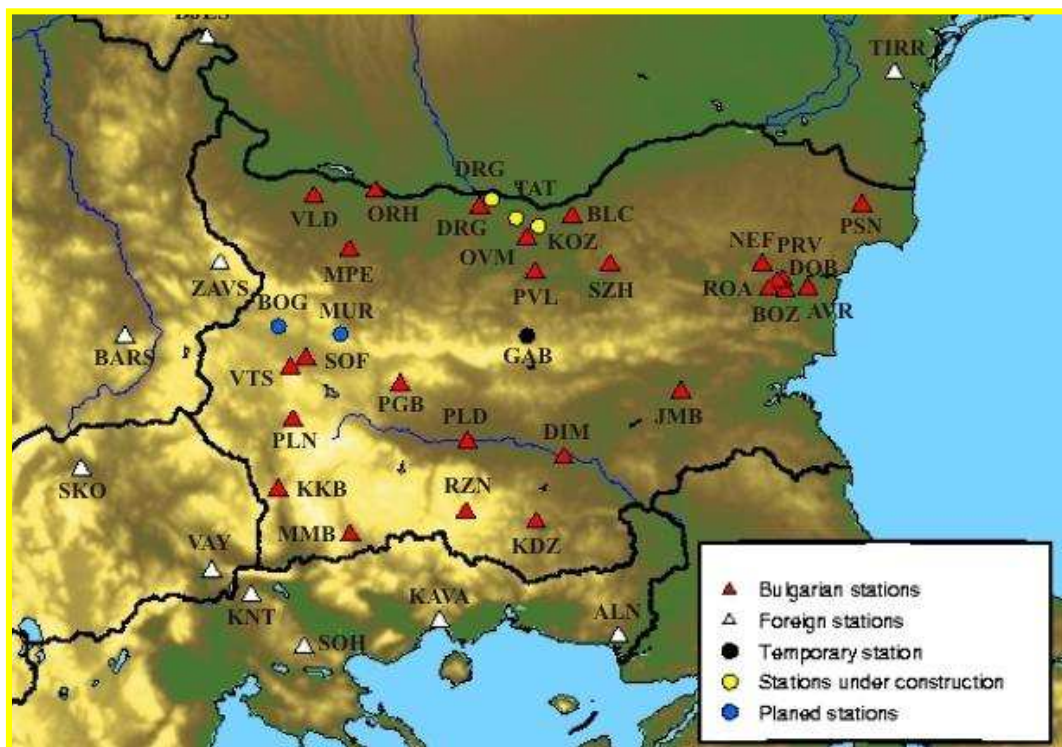 DJES
TIRR
DRG
TAT
VLD
ORH
DRG
BLC
PSN
OVM
KOZ
MPE
NEF
PRV
DOB
ZAVS
PVL
SZH
ROA
BOZ
AVR
BOG
MUR
BARS
SOF
GAB
VTS
PGB
JMB
PLN
PLD
DIM
SKO
KKB
RZN
MMB
KDZ
VAY
KNT
KAVA
ALN
SOH
Bulgarian stations
Foreign stations
Temporary station
Stations under construction
Planed stations